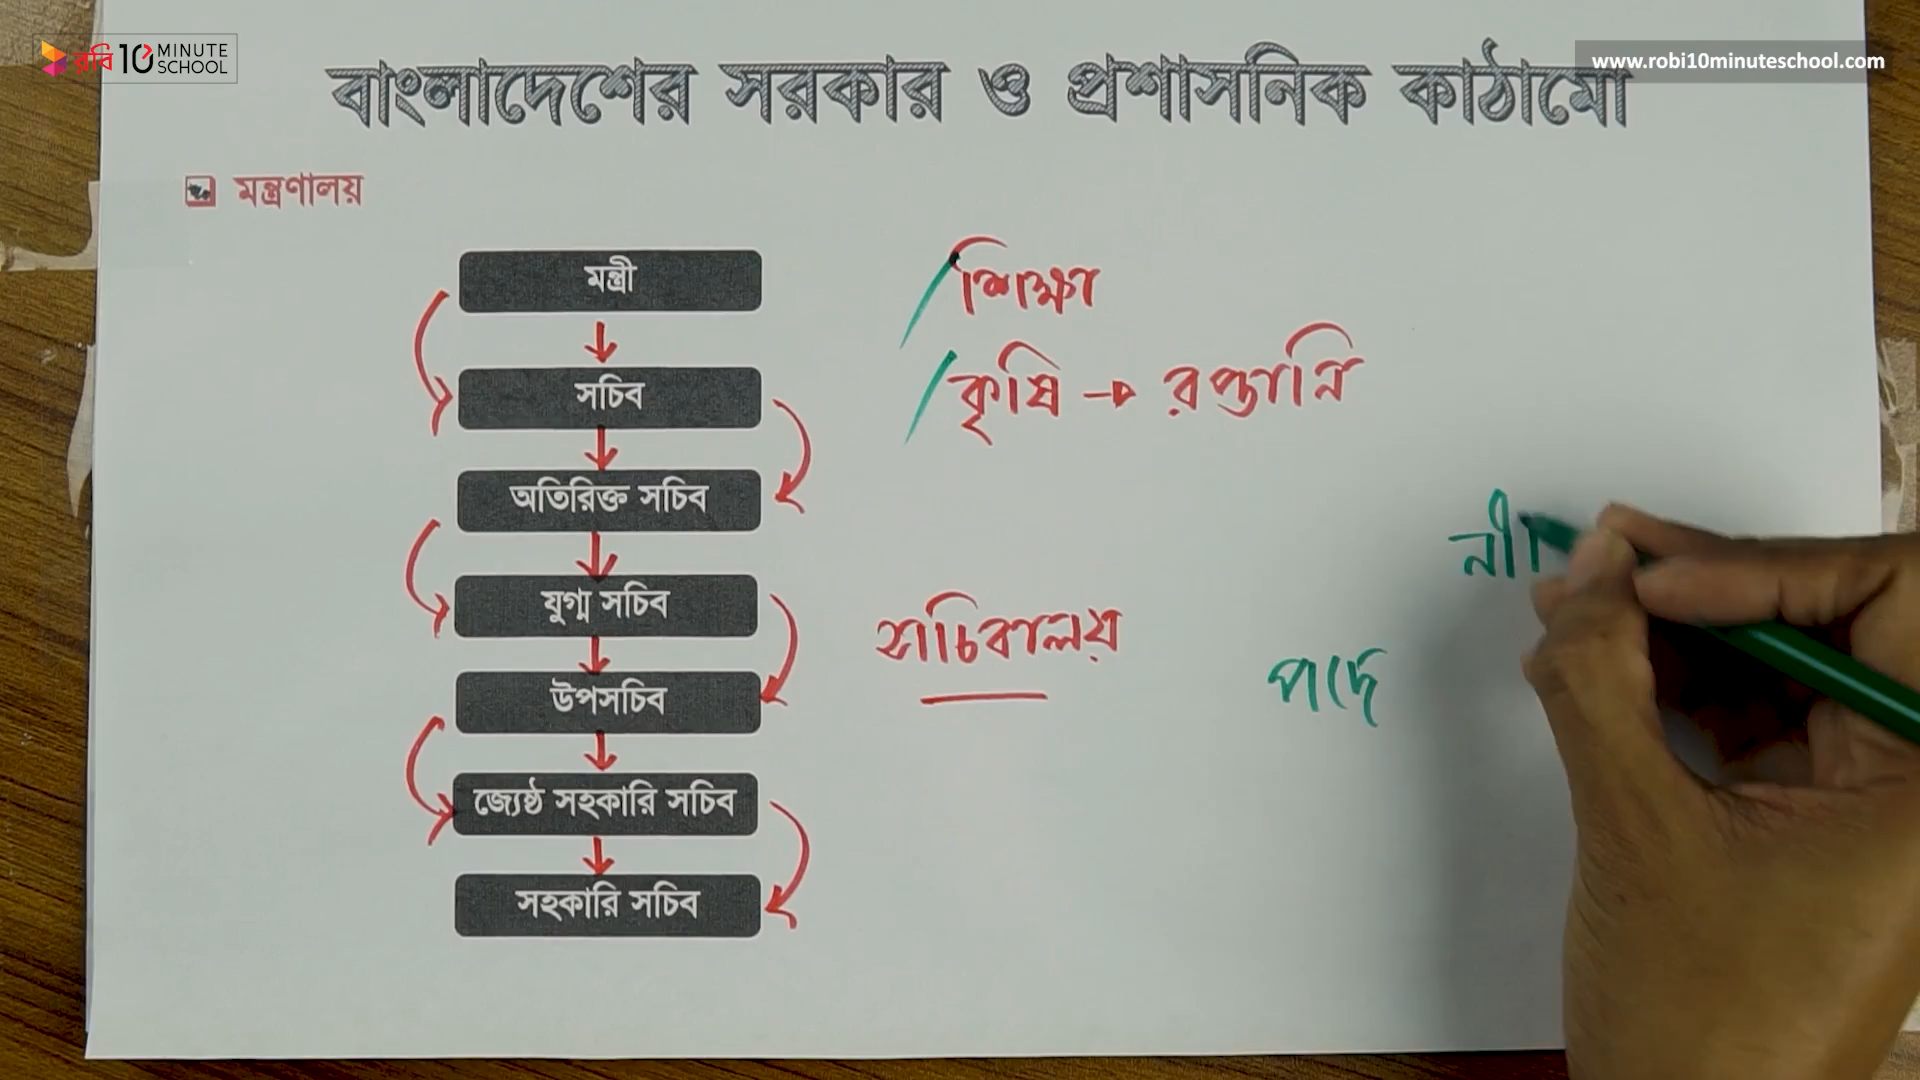 রবি 10 MINUTE SCHOOL
www.robi10minuteschool.com
বাংলাদেশের সরকার ও প্রশাসনিক কাঠামো
মন্ত্রণালয়
মন্ত্রী
সচিব
অতিরিক্ত সচিব
যুগ্ম সচিব
উপসচিব
জ্যেষ্ঠ সহকারি সচিব
সহকারি সচিব
শিক্ষা
কৃষি → রপ্তানি
সচিবালয়